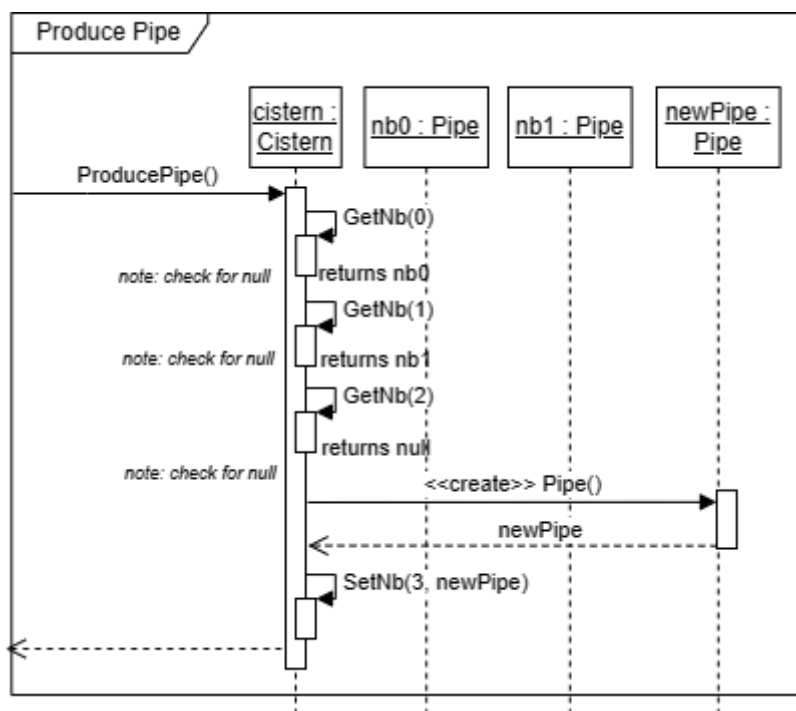 Produce Pipe
cistern :
Cistern
nb0 : Pipe
nb1 : Pipe
newPipe :
Pipe
ProducePipe()
GetNb(0)
note: check for null
returns nb0
GetNb(1)
note: check for null
returns nb1
GetNb(2)
returns null
note: check for null
<<create>> Pipe()
newPipe
SetNb(3, newPipe)